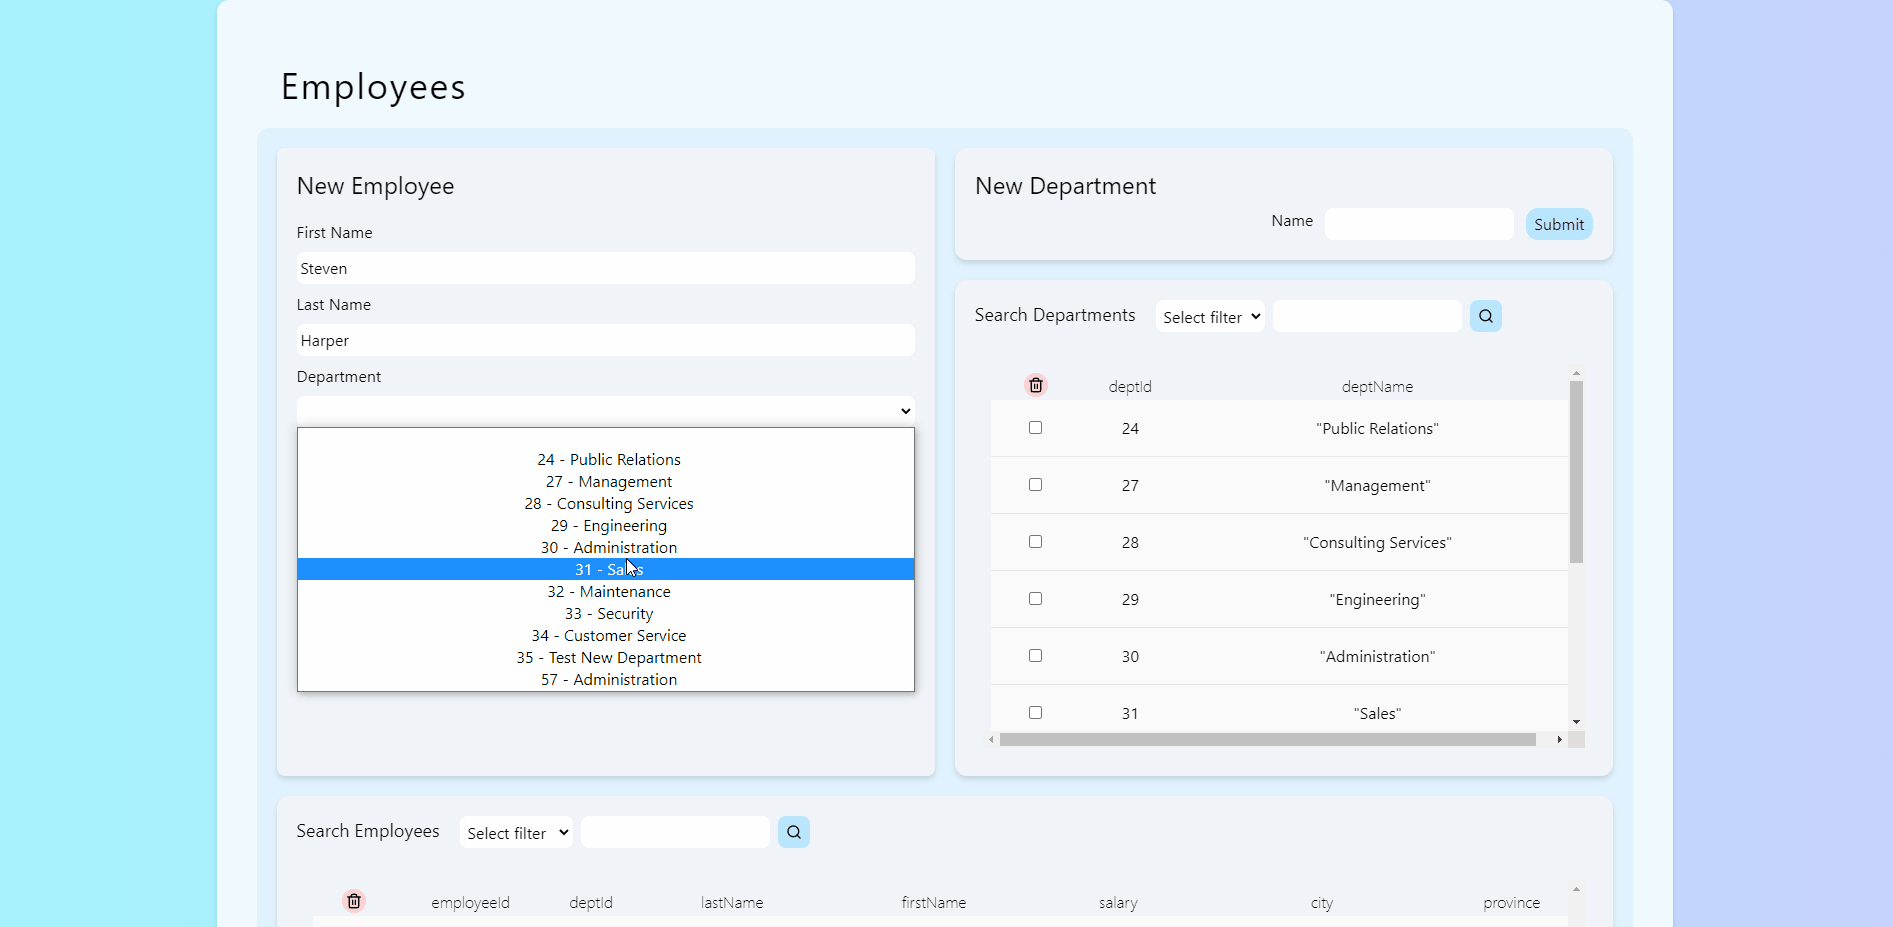 Employees
New Employee
First Name
Steven
Last Name
Harper
Department
24 - Public Relations
27 - Management
28 - Consulting Services
29 - Engineering
30 - Administration
31 - Sales
32 - Maintenance
33 - Security
34 - Customer Service
35 - Test New Department
57 - Administration
New Department
Name Submit
Search Departments Select filter
deptId deptName
24 "Public Relations"
27 "Management"
28 "Consulting Services"
29 "Engineering"
30 "Administration"
31 "Sales"
Search Employees Select filter
employeeId deptId lastName firstName salary city province